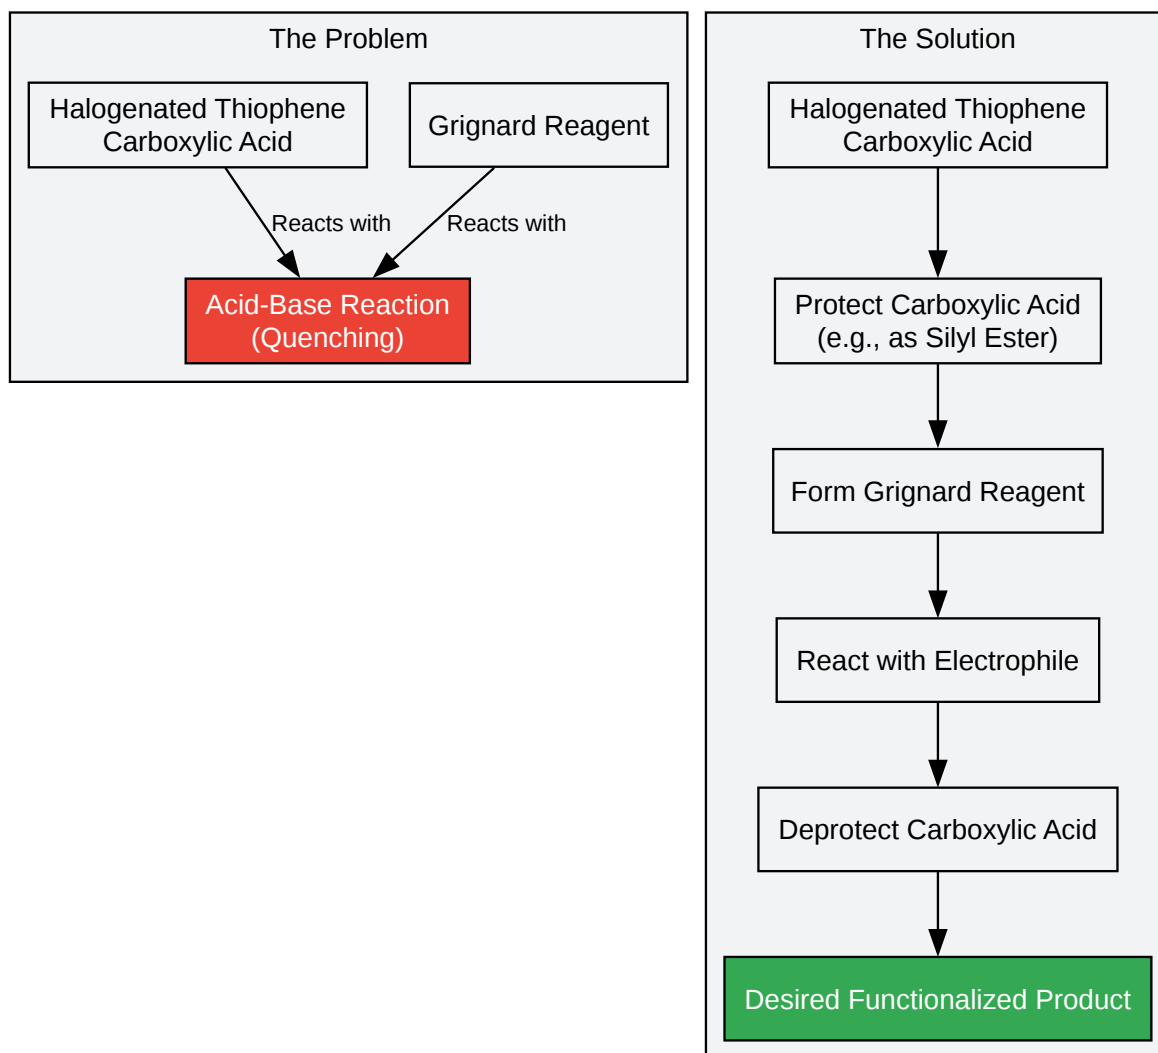 The Problem
Halogenated Thiophene
Carboxylic Acid
Grignard Reagent
Reacts with
Reacts with
Acid-Base Reaction
(Quenching)
The Solution
Halogenated Thiophene
Carboxylic Acid
Protect Carboxylic Acid
(e.g., as Silyl Ester)
Form Grignard Reagent
React with Electrophile
Deprotect Carboxylic Acid
Desired Functionalized Product